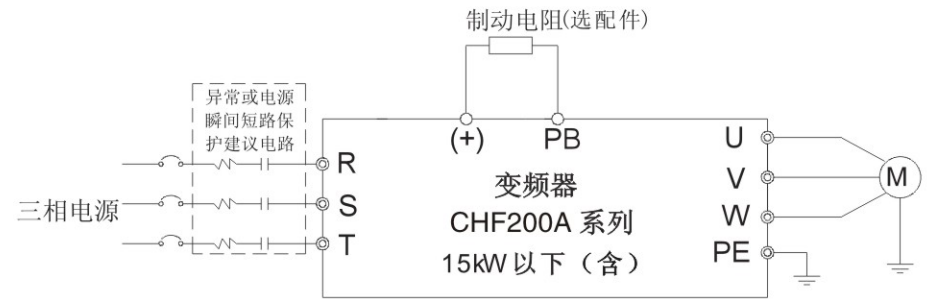 制动电阻(选配件)
异常或电源
瞬间短路保
护建议电路
(+)
PB
R
S
T
三相电源
变频器
CHF200A 系列
15kW 以下（含）
U
V
W
PE
M